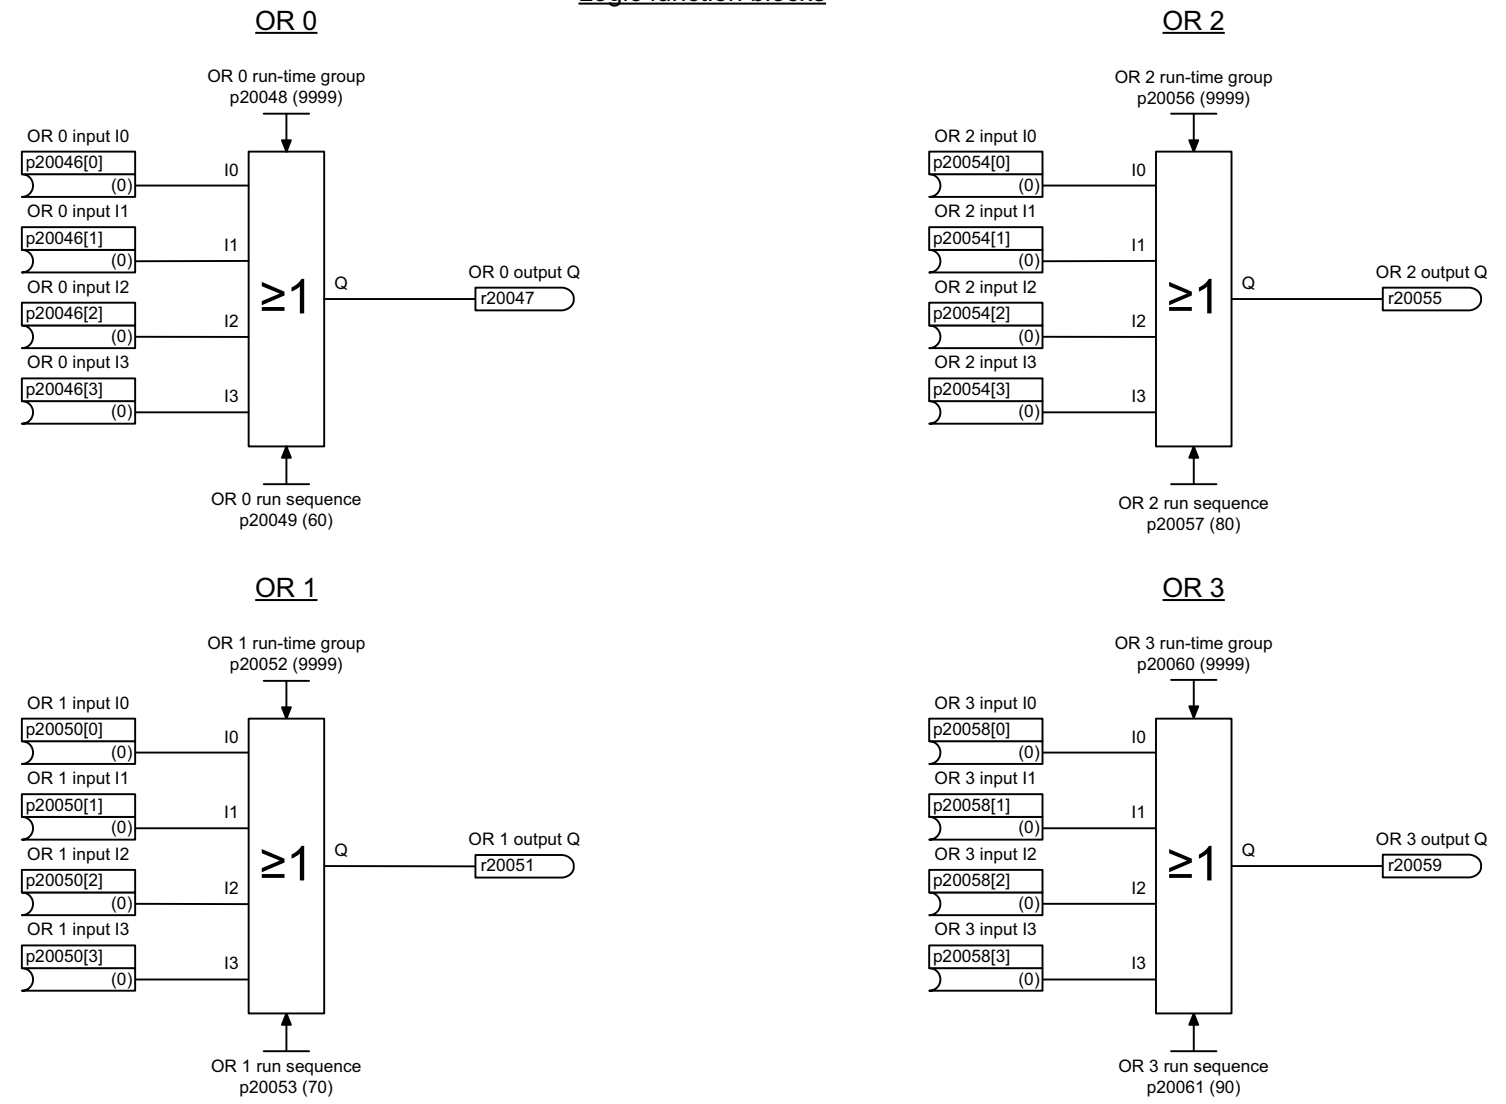 Logic function blocks
OR 0
OR 0 run-time group
p20048 (9999)
OR 0 input I0
p20046[0]
(0)
I0
OR 0 input I1
p20046[1]
(0)
I1
OR 0 input I2
p20046[2]
(0)
I2
OR 0 input I3
p20046[3]
(0)
I3
≥1
Q
OR 0 output Q
r20047
OR 0 run sequence
p20049 (60)
OR 2
OR 2 run-time group
p20056 (9999)
OR 2 input I0
p20054[0]
(0)
I0
OR 2 input I1
p20054[1]
(0)
I1
OR 2 input I2
p20054[2]
(0)
I2
OR 2 input I3
p20054[3]
(0)
I3
≥1
Q
OR 2 output Q
r20055
OR 2 run sequence
p20057 (80)
OR 1
OR 1 run-time group
p20052 (9999)
OR 1 input I0
p20050[0]
(0)
I0
OR 1 input I1
p20050[1]
(0)
I1
OR 1 input I2
p20050[2]
(0)
I2
OR 1 input I3
p20050[3]
(0)
I3
≥1
Q
OR 1 output Q
r20051
OR 1 run sequence
p20053 (70)
OR 3
OR 3 run-time group
p20060 (9999)
OR 3 input I0
p20058[0]
(0)
I0
OR 3 input I1
p20058[1]
(0)
I1
OR 3 input I2
p20058[2]
(0)
I2
OR 3 input I3
p20058[3]
(0)
I3
≥1
Q
OR 3 output Q
r20059
OR 3 run sequence
p20061 (90)